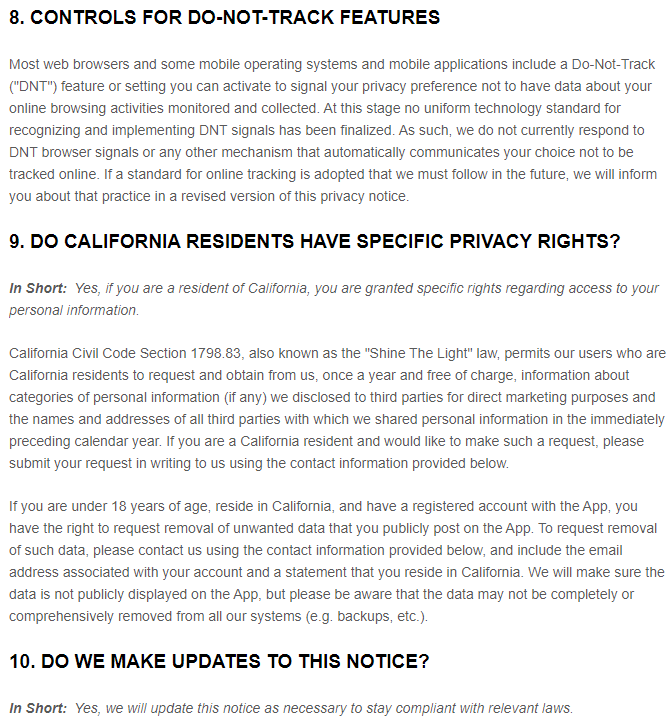 8. CONTROLS FOR DO-NOT-TRACK FEATURES
Most web browsers and some mobile operating systems and mobile applications include a Do-Not-Track
("DNT") feature or setting you can activate to signal your privacy preference not to have data about your
online browsing activities monitored and collected. At this stage no uniform technology standard for
recognizing and implementing DNT signals has been finalized. As such, we do not currently respond to
DNT browser signals or any other mechanism that automatically communicates your choice not to be
tracked online. If a standard for online tracking is adopted that we must follow in the future, we will inform
you about that practice in a revised version of this privacy notice.
9. DO CALIFORNIA RESIDENTS HAVE SPECIFIC PRIVACY RIGHTS?
In Short: Yes, if you are a resident of California, you are granted specific rights regarding access to your
personal information.
California Civil Code Section 1798.83, also known as the "Shine The Light" law, permits our users who are
California residents to request and obtain from us, once a year and free of charge, information about
categories of personal information (if any) we disclosed to third parties for direct marketing purposes and
the names and addresses of all third parties with which we shared personal information in the immediately
preceding calendar year. If you are a California resident and would like to make such a request, please
submit your request in writing to us using the contact information provided below.
If you are under 18 years of age, reside in California, and have a registered account with the App, you
have the right to request removal of unwanted data that you publicly post on the App. To request removal
of such data, please contact us using the contact information provided below, and include the email
address associated with your account and a statement that you reside in California. We will make sure the
data is not publicly displayed on the App, but please be aware that the data may not be completely or
comprehensively removed from all our systems (e.g. backups, etc.).
10. DO WE MAKE UPDATES TO THIS NOTICE?
In Short: Yes, we will update this notice as necessary to stay compliant with relevant laws.